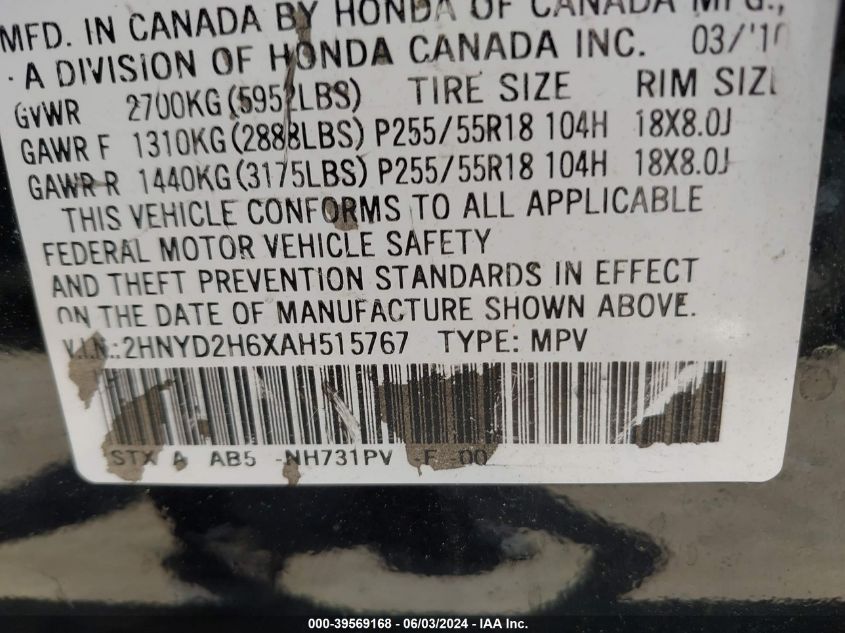 MFD. IN CANADA BY HONDA OF CANADA MFG.,
· A DIVISION OF HONDA CANADA INC. 03/'10
GVWR 2700KG(5952LBS) TIRE SIZE RIM SIZE
GAWR F 1310KG(2888LBS) P255/55R18 104H 18X8.0J
GAWR R 1440KG(3175LBS) P255/55R18 104H 18X8.0J
THIS VEHICLE CONFORMS TO ALL APPLICABLE
FEDERAL MOTOR VEHICLE SAFETY
AND THEFT PREVENTION STANDARDS IN EFFECT
ON THE DATE OF MANUFACTURE SHOWN ABOVE.
V.I.N.:2HNYD2H6XAH515767 TYPE: MPV
STX A AB5 -NH731PV -F 00
000-39569168 - 06/03/2024 - IAA Inc.